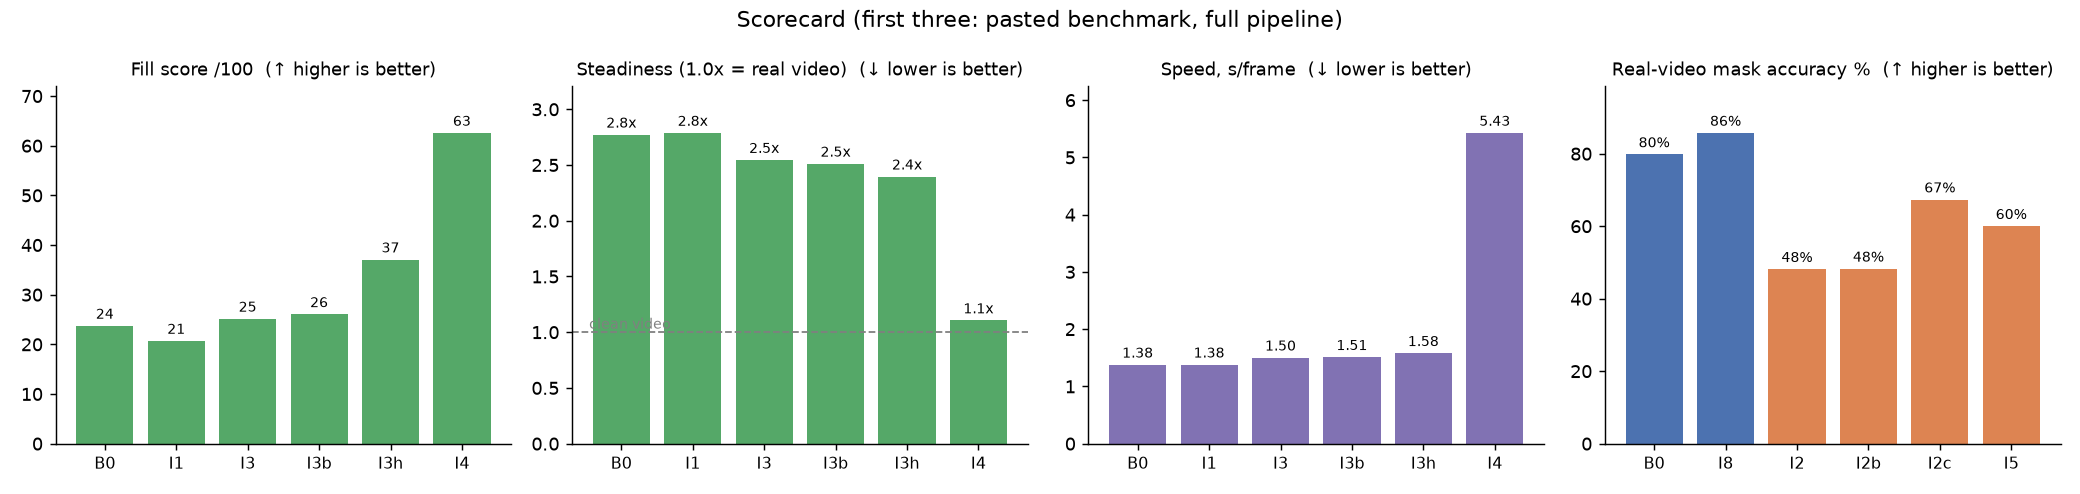 Scorecard (first three: pasted benchmark, full pipeline)
Fill score /100 (↑ higher is better)
70
60
50
40
30
20
10
0
24
21
25
26
37
63
B0 I1 I3 I3b I3h I4
Steadiness (1.0x = real video) (↓ lower is better)
3.0
2.5
2.0
1.5
1.0
0.5
0.0
2.8x
2.8x
2.5x
2.5x
2.4x
1.1x
clean video
B0 I1 I3 I3b I3h I4
Speed, s/frame (↓ lower is better)
6
5
4
3
2
1
0
1.38
1.38
1.50
1.51
1.58
5.43
B0 I1 I3 I3b I3h I4
Real-video mask accuracy % (↑ higher is better)
80
60
40
20
0
80%
86%
48%
48%
67%
60%
B0 I8 I2 I2b I2c I5